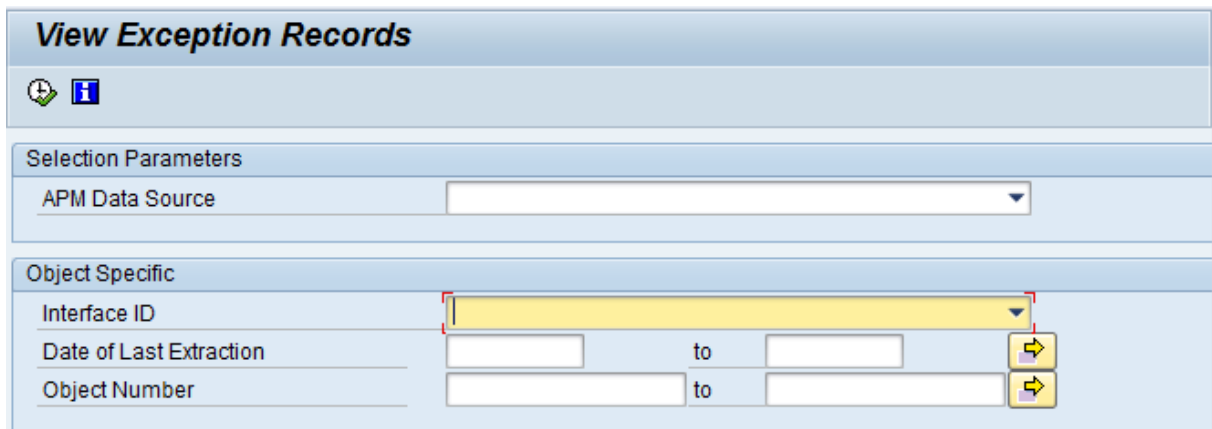 View Exception Records
Selection Parameters
APM Data Source
Object Specific
Interface ID
Date of Last Extraction to
Object Number to